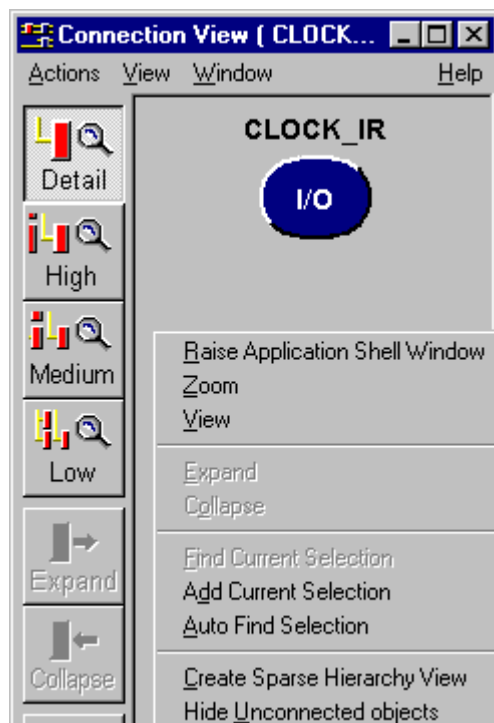 Connection View ( CLOCK...
Actions View Window Help
CLOCK_IR
I/O
Detail
High
Medium
Low
Expand
Collapse
Raise Application Shell Window
Zoom
View
Expand
Collapse
Find Current Selection
Add Current Selection
Auto Find Selection
Create Sparse Hierarchy View
Hide Unconnected objects